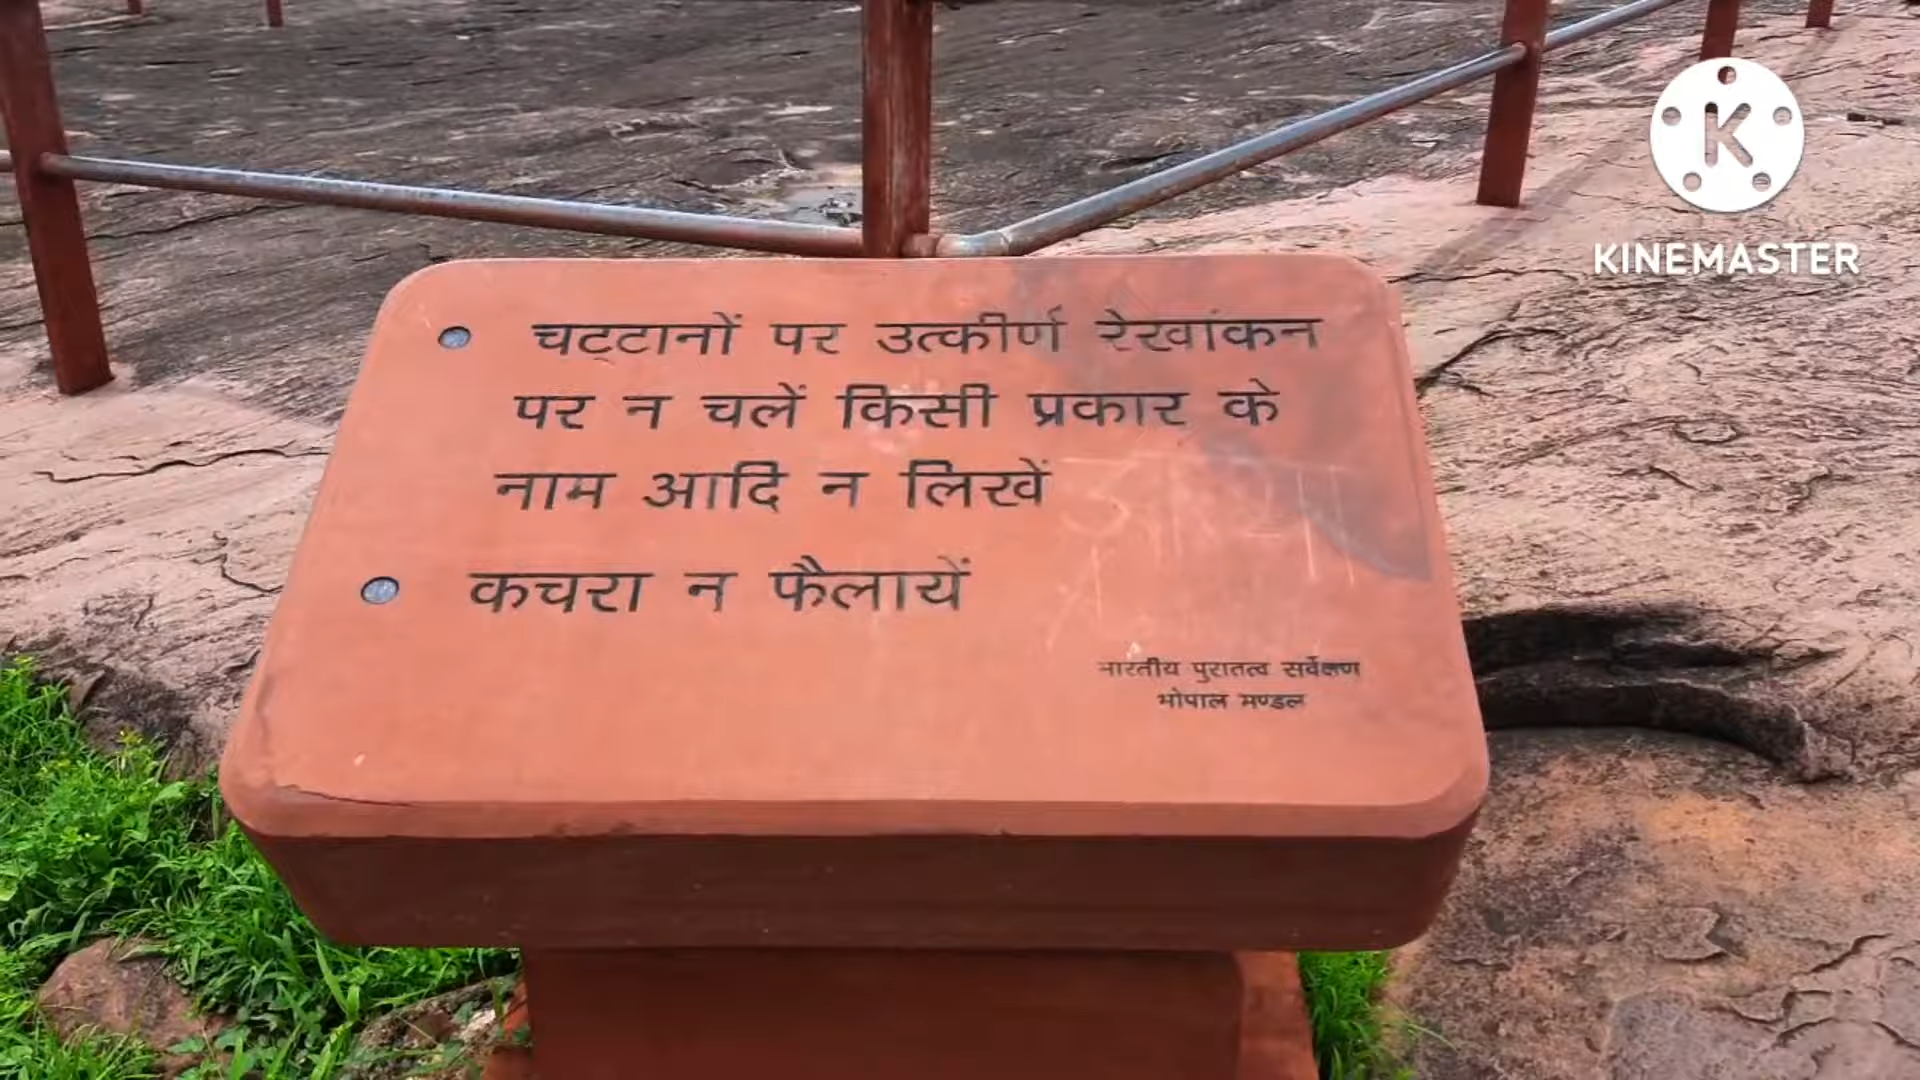 चट्टानों पर उत्कीर्ण रेखांकन
पर न चलें किसी प्रकार के
नाम आदि न लिखें
कचरा न फैलायें
भारतीय पुरातत्व सर्वेक्षण
भोपाल मण्डल
K
KINEMASTER